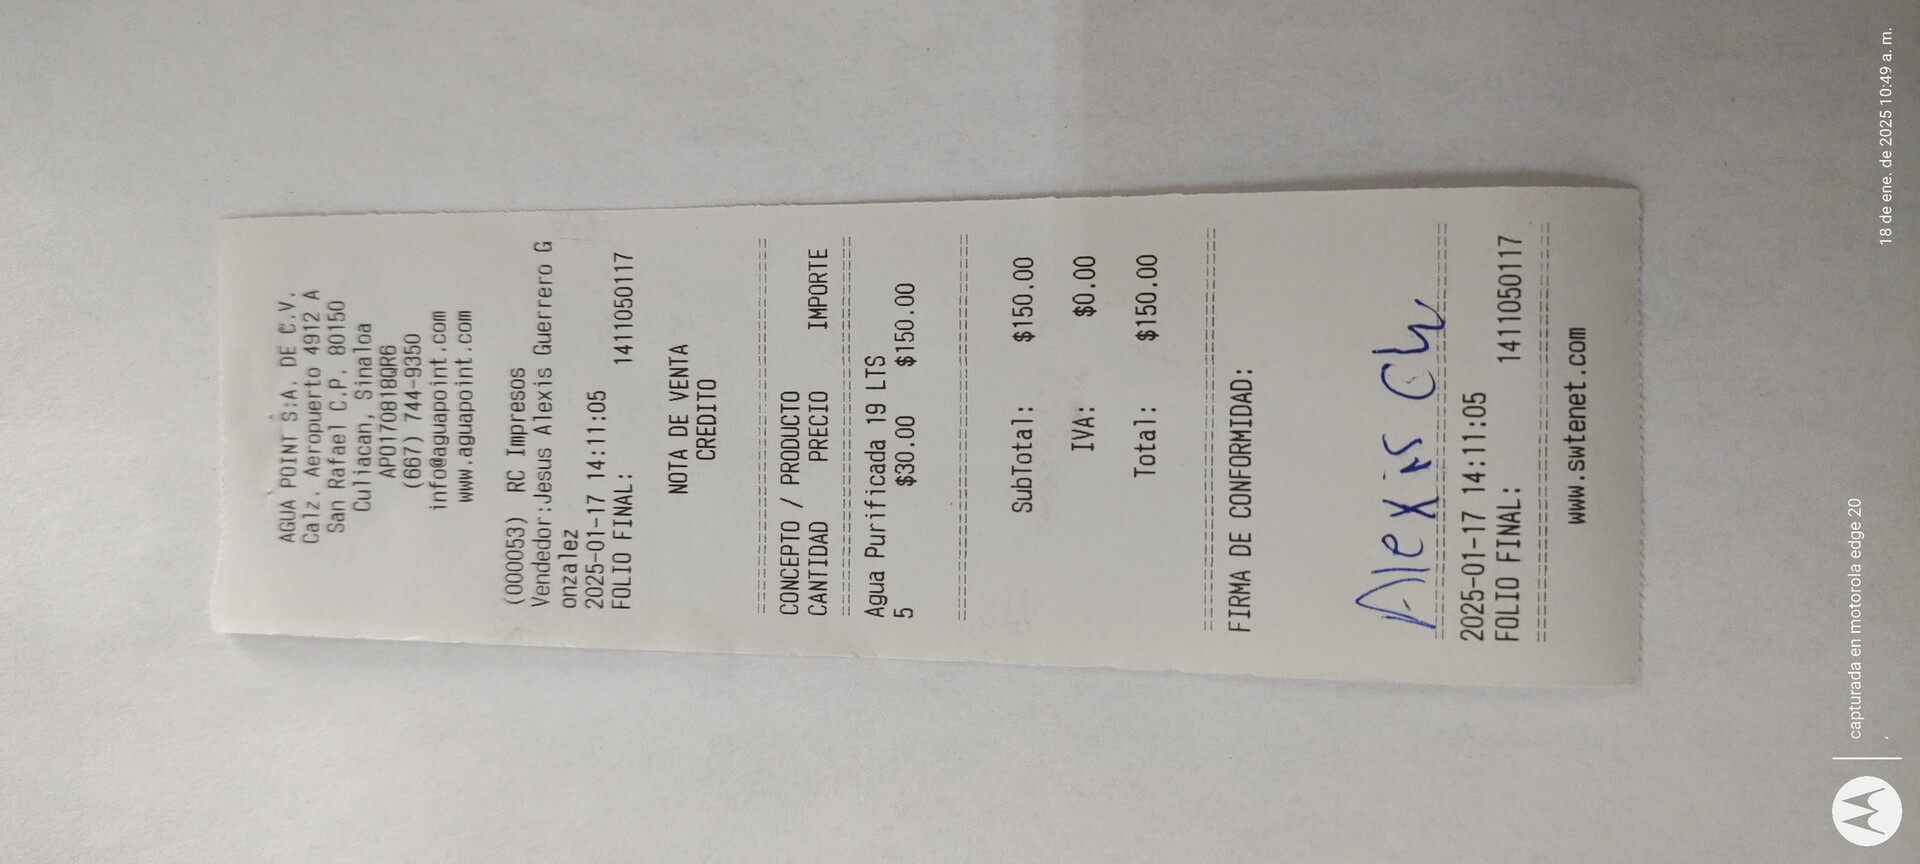 AGUA POINT S.A. DE C.V.
Calz. Aeropuerto 4912 A
San Rafael C.P. 80150
Culiacan, Sinaloa
APO170818QR6
(667) 744-9350
info@aguapoint.com
www.aguapoint.com
(000053) RC Impresos
Vendedor:Jesus Alexis Guerrero G
onzalez
2025-01-17 14:11:05
FOLIO FINAL: 1411050117
NOTA DE VENTA
CREDITO
CONCEPTO / PRODUCTO
CANTIDAD PRECIO IMPORTE
Agua Purificada 19 LTS
5 $30.00 $150.00
SubTotal: $150.00
IVA: $0.00
Total: $150.00
FIRMA DE CONFORMIDAD:
Alexis Ch
2025-01-17 14:11:05
FOLIO FINAL: 1411050117
www.swtenet.com
capturada en motorola edge 20
,
18 de ene. de 2025 10:49 a. m.